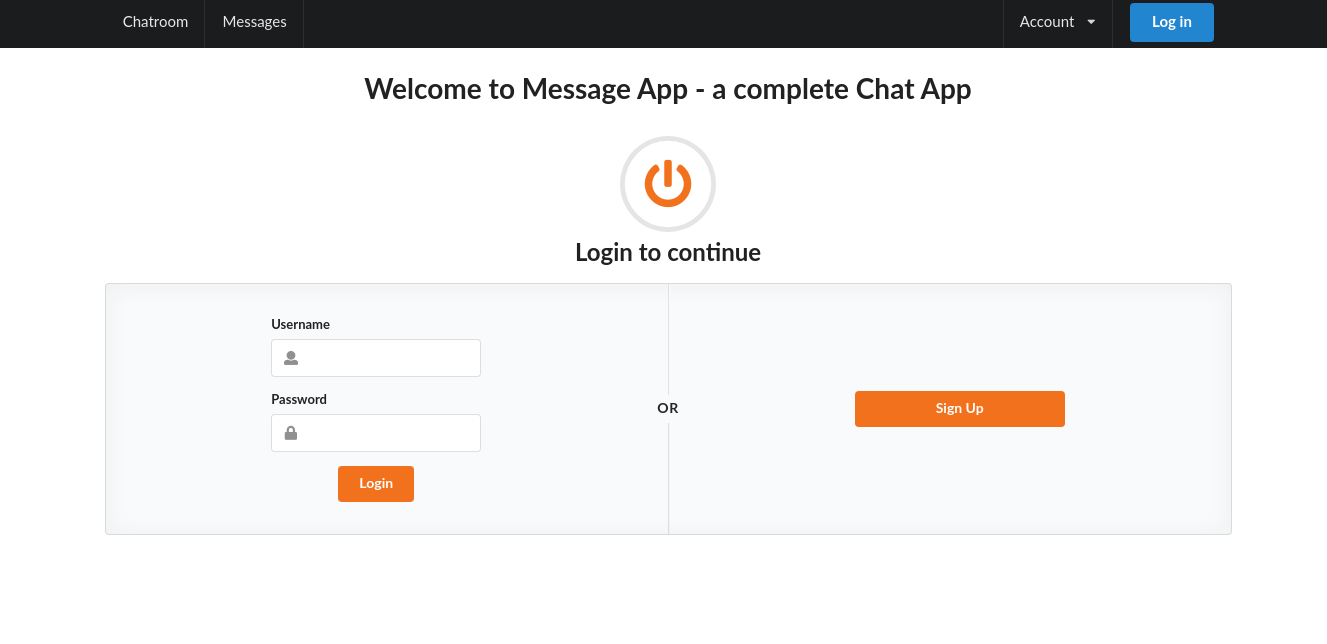 Chatroom Messages Account Log in
Welcome to Message App - a complete Chat App
Login to continue
Username
Password
Login
OR
Sign Up